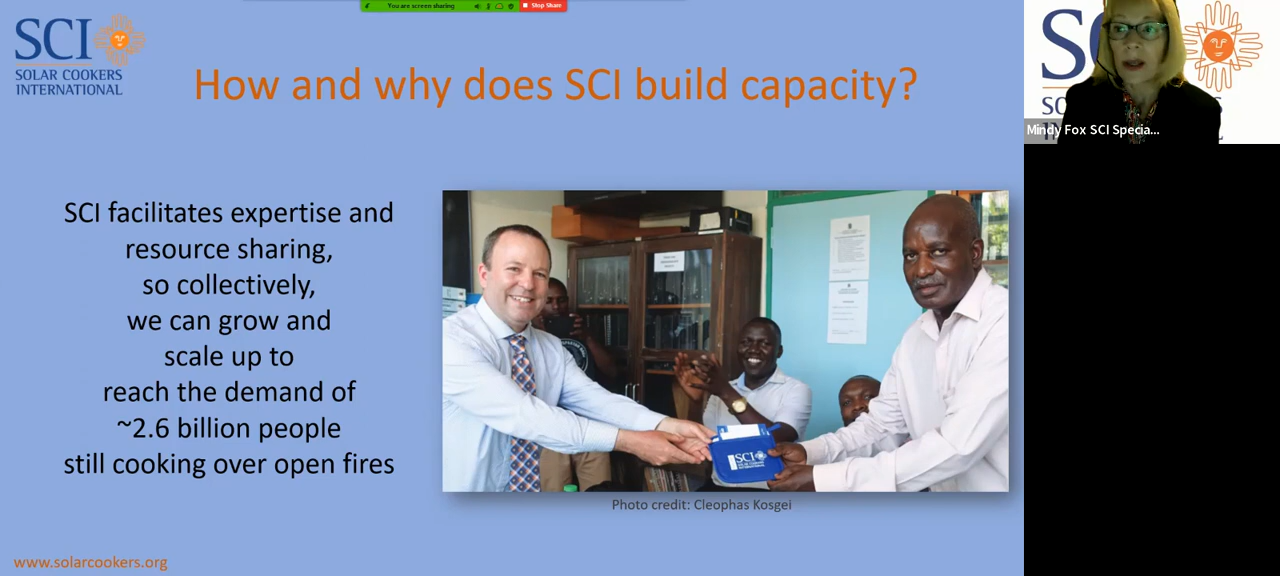 You are screen sharing
Stop Share
SCI
SOLAR COOKERS
INTERNATIONAL
How and why does SCI build capacity?
SCI facilitates expertise and
resource sharing,
so collectively,
we can grow and
scale up to
reach the demand of
~2.6 billion people
still cooking over open fires
SCI
SOLAR COOKERS
INTERNATIONAL
Photo credit: Cleophas Kosgei
www.solarcookers.org
Mindy Fox SCI Specia...